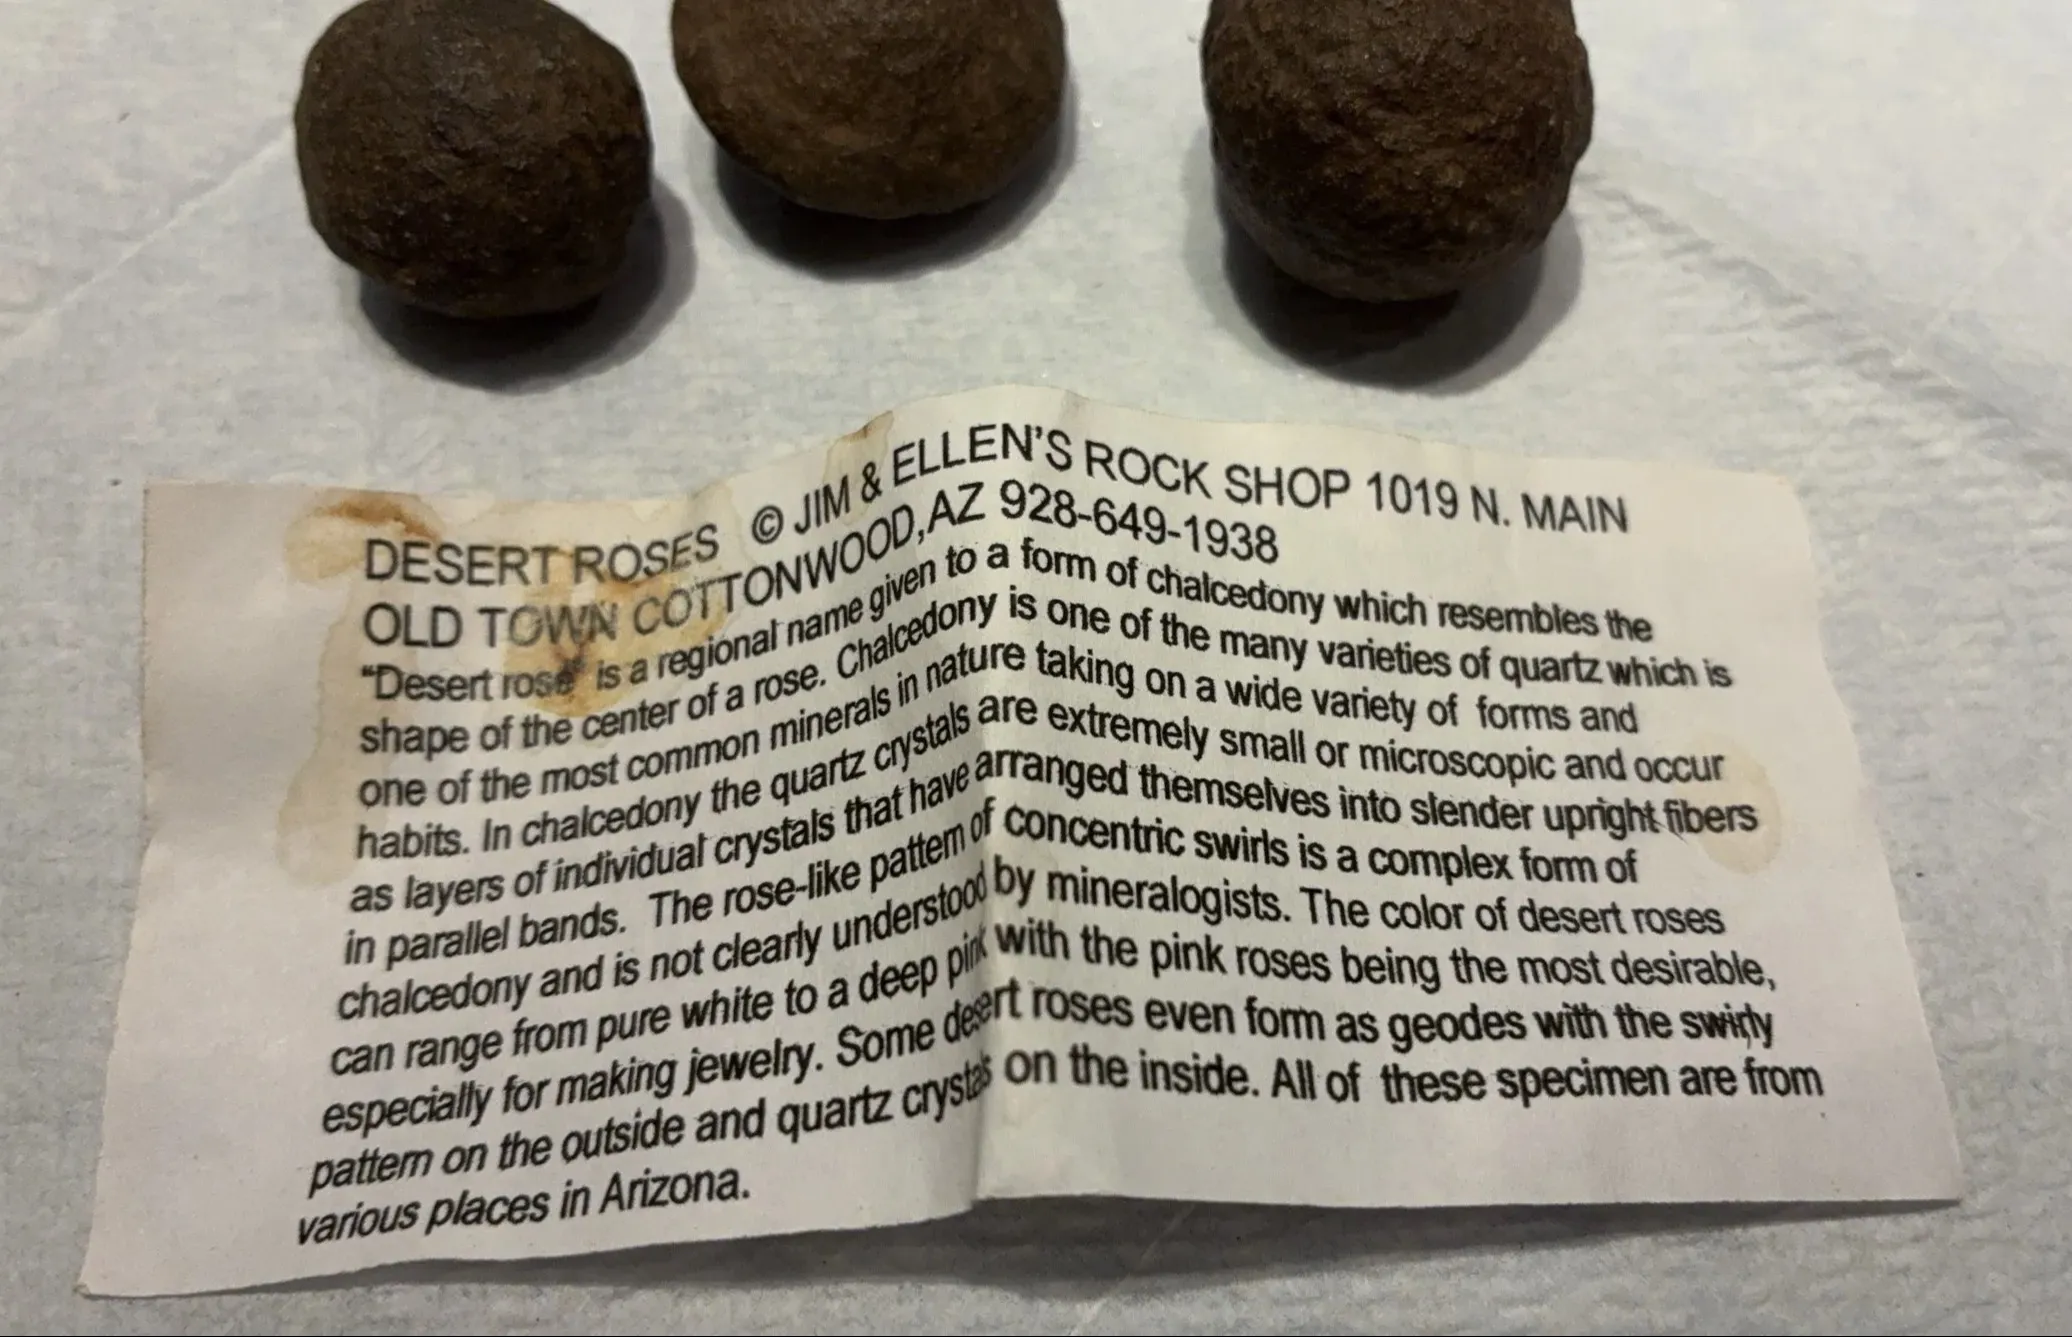 DESERT ROSES © JIM & ELLEN'S ROCK SHOP 1019 N. MAIN
OLD TOWN COTTONWOOD,AZ 928-649-1938
"Desert rose" is a regional name given to a form of chalcedony which resembles the
shape of the center of a rose. Chalcedony is one of the many varieties of quartz which is
one of the most common minerals in nature taking on a wide variety of forms and
habits. In chalcedony the quartz crystals are extremely small or microscopic and occur
as layers of individual crystals that have arranged themselves into slender upright fibers
in parallel bands. The rose-like pattern of concentric swirls is a complex form of
chalcedony and is not clearly understood by mineralogists. The color of desert roses
can range from pure white to a deep pink with the pink roses being the most desirable,
especially for making jewelry. Some desert roses even form as geodes with the swirly
pattern on the outside and quartz crystals on the inside. All of these specimen are from
various places in Arizona.